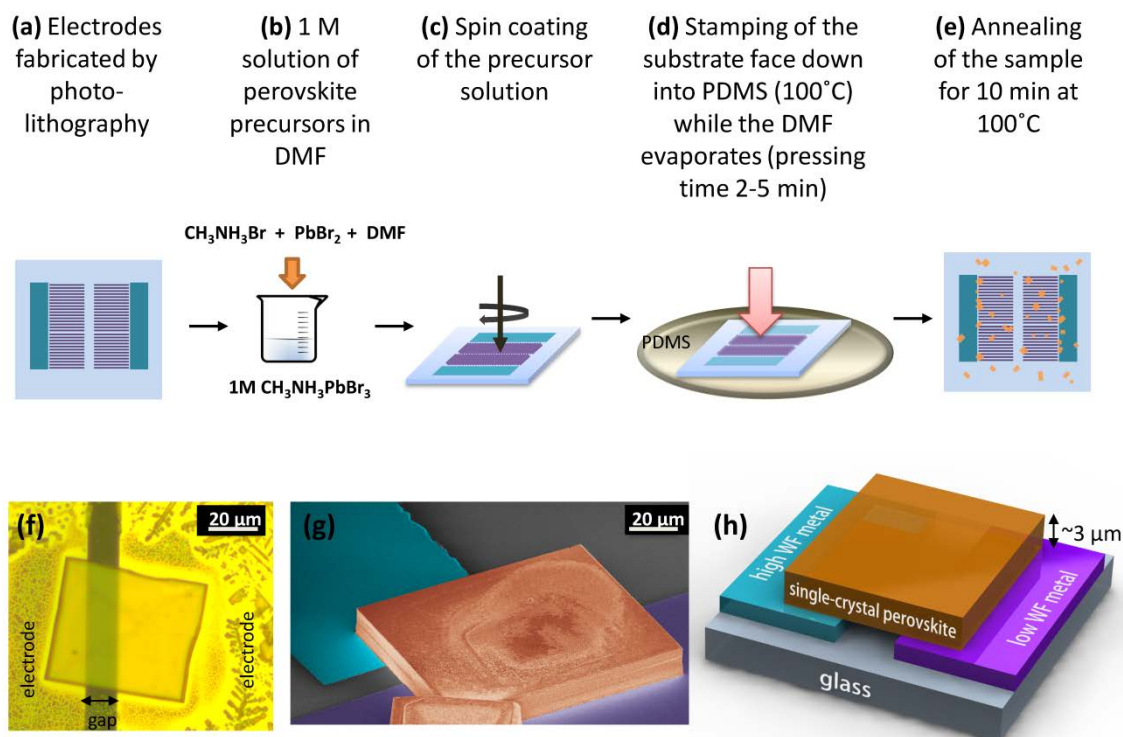 (a) Electrodes
fabricated by
photo-
lithography
(b) 1 M
solution of
perovskite
precursors in
DMF
(c) Spin coating
of the precursor
solution
(d) Stamping of the
substrate face down
into PDMS (100˚C)
while the DMF
evaporates (pressing
time 2-5 min)
(e) Annealing
of the sample
for 10 min at
100˚C
CH₃NH₃Br + PbBr₂ + DMF
1M CH₃NH₃PbBr₃
PDMS
(f)
20 µm
electrode
gap
electrode
(g)
20 µm
(h)
high WF metal
single-crystal perovskite
low WF metal
glass
~3 µm